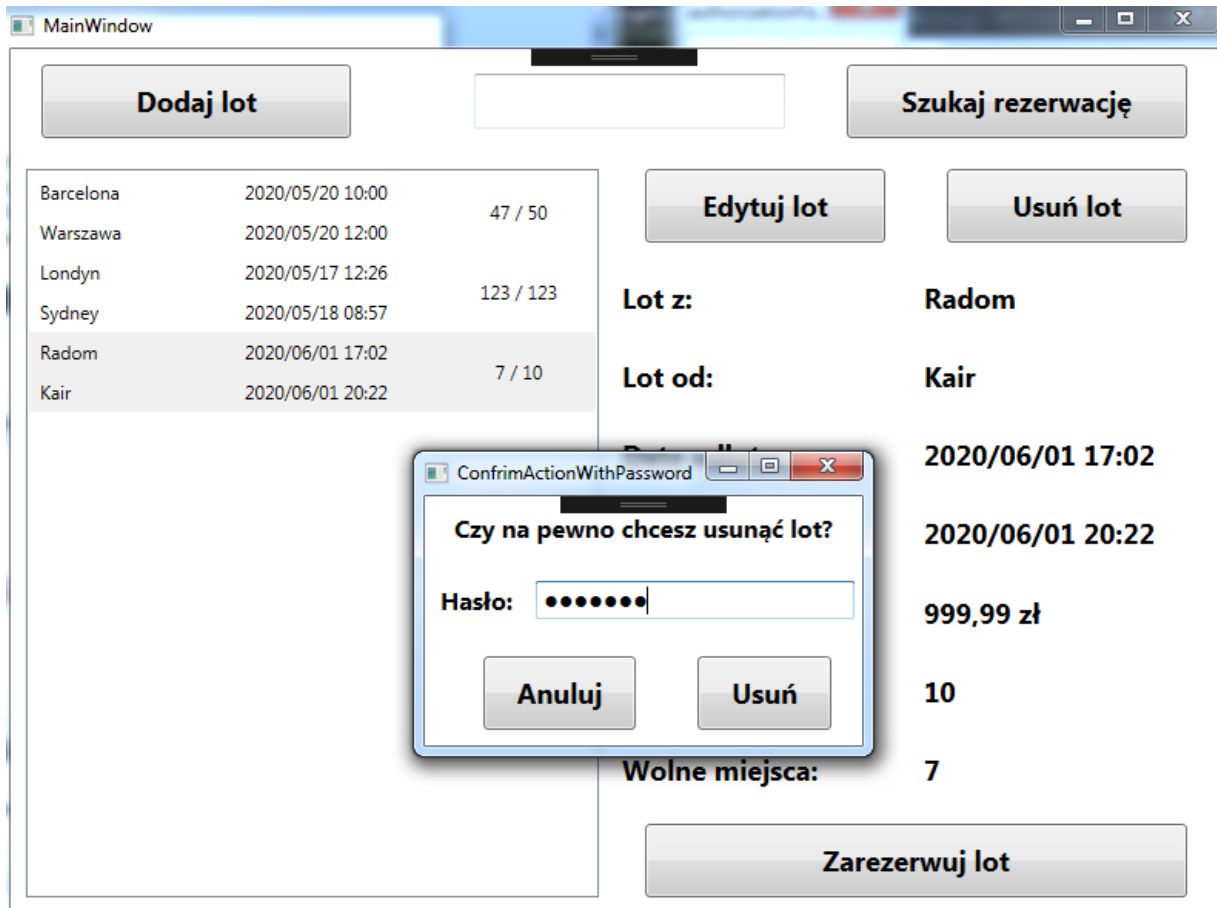 MainWindow
Dodaj lot
Szukaj rezerwację
Barcelona 2020/05/20 10:00
47 / 50
Warszawa 2020/05/20 12:00
Londyn 2020/05/17 12:26
123 / 123
Sydney 2020/05/18 08:57
Radom 2020/06/01 17:02
7 / 10
Kair 2020/06/01 20:22
Edytuj lot
Usuń lot
Lot z: Radom
Lot od: Kair
2020/06/01 17:02
2020/06/01 20:22
999,99 zł
10
Wolne miejsca: 7
Zarezerwuj lot
ConfrimActionWithPassword
Czy na pewno chcesz usunąć lot?
Hasło: ●●●●●●●
Anuluj
Usuń